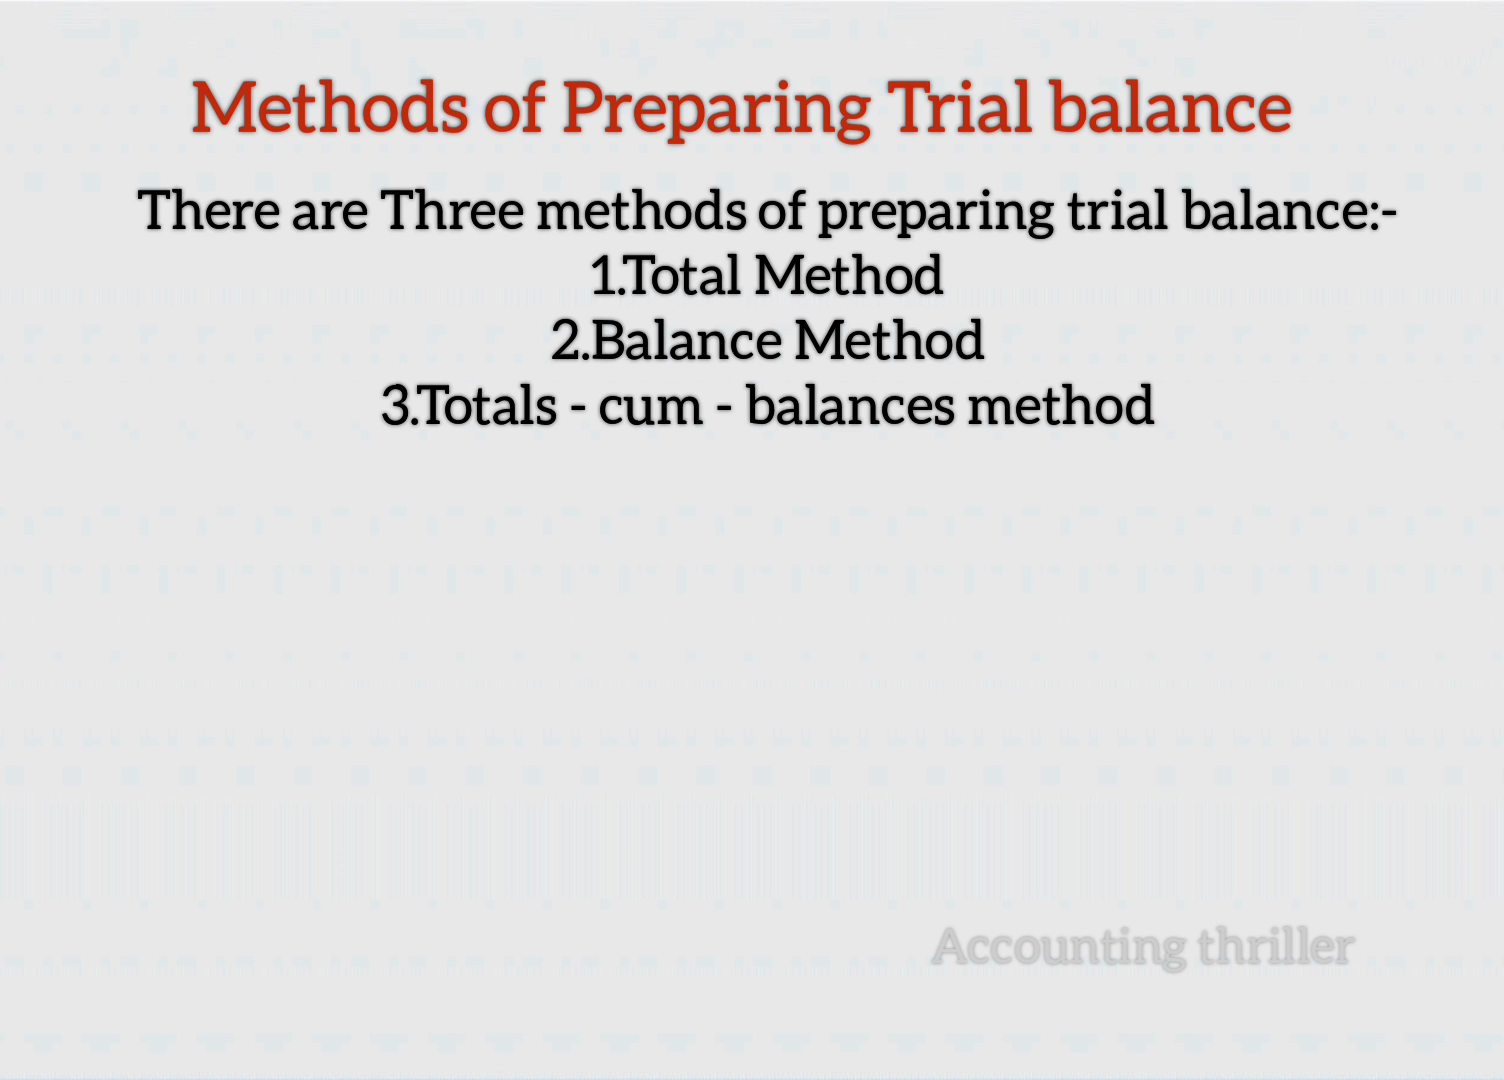 Methods of Preparing Trial balance
There are Three methods of preparing trial balance:-
1.Total Method
2.Balance Method
3.Totals - cum - balances method
Accounting thriller